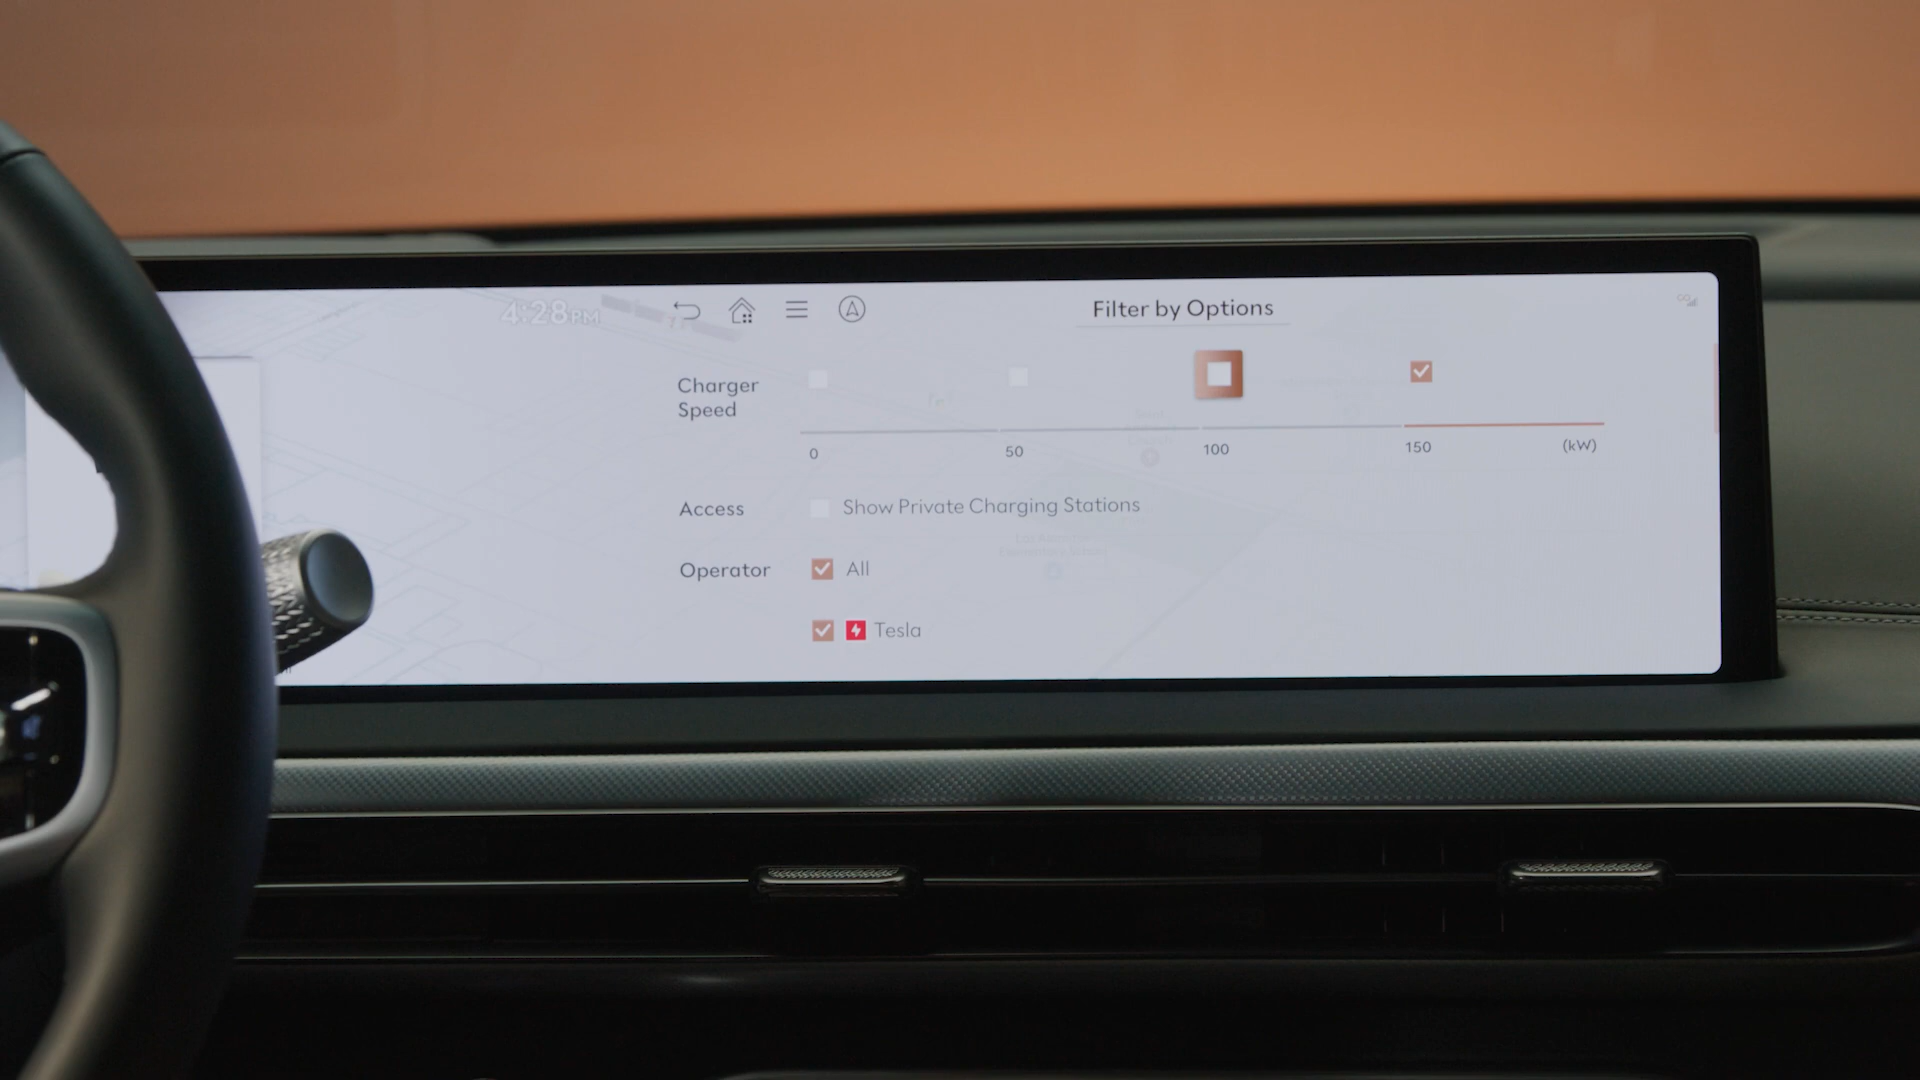 4:28 PM
Filter by Options
Charger
Speed
0 50 100 150 (kW)
Access
Show Private Charging Stations
Operator
All
Tesla